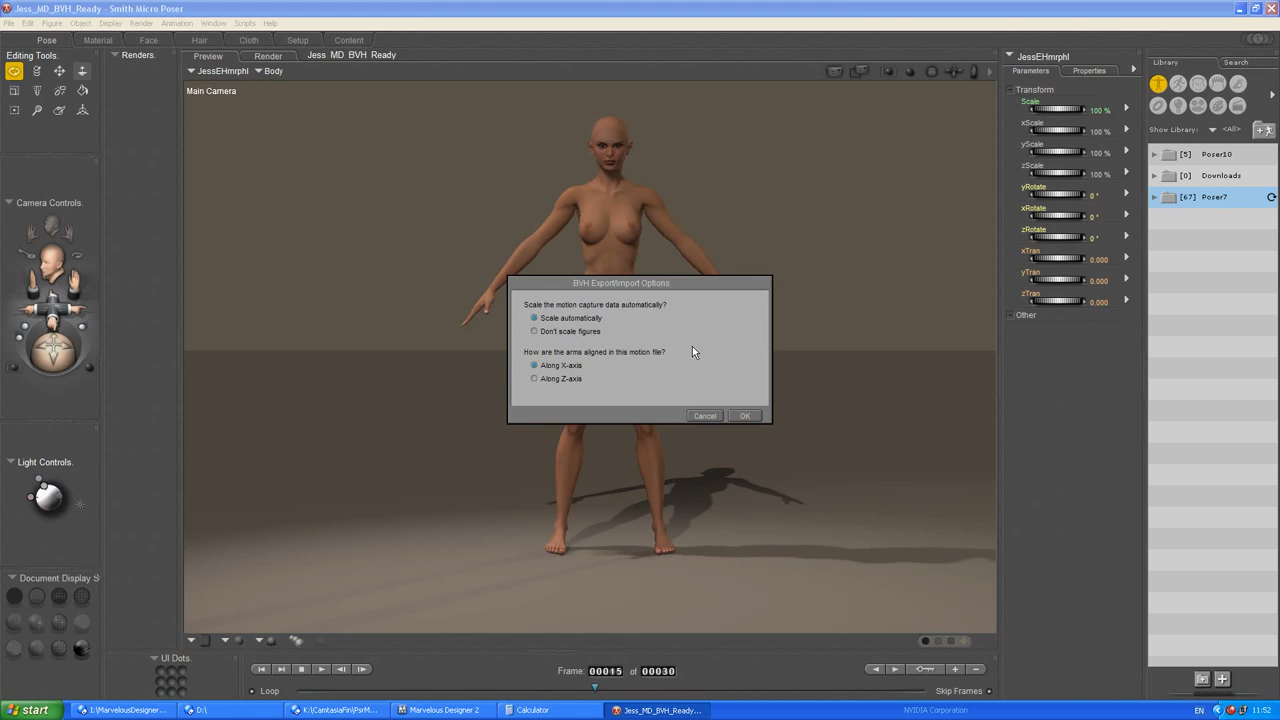 Jess_MD_BVH_Ready - Smith Micro Poser
File Edit Figure Object Display Render Animation Window Scripts Help
Pose Material Face Hair Cloth Setup Content
Editing Tools.
Renders.
Preview Render Jess_MD_BVH_Ready
JessEHmrphl Body
Main Camera
Camera Controls.
Light Controls.
Document Display S
UI Dots.
BVH Export/Import Options
Scale the motion capture data automatically?
Scale automatically
Don't scale figures
How are the arms aligned in this motion file?
Along X-axis
Along Z-axis
Cancel OK
Frame: 00015 of 00030
Loop
Skip Frames
JessEHmrphl
Parameters Properties
Transform
Scale
100 %
xScale
100 %
yScale
100 %
zScale
100 %
yRotate
0 °
xRotate
0 °
zRotate
0 °
xTran
0.000
yTran
0.000
zTran
0.000
Other
Library Search
Show Library: <All>
[5] Poser10
[0] Downloads
[67] Poser7
start I:\MarvelousDesigner... D:\ K:\CamtasiaFin\PsrM... Marvelous Designer 2 Calculator Jess_MD_BVH_Ready... NVIDIA Corporation EN 11:52